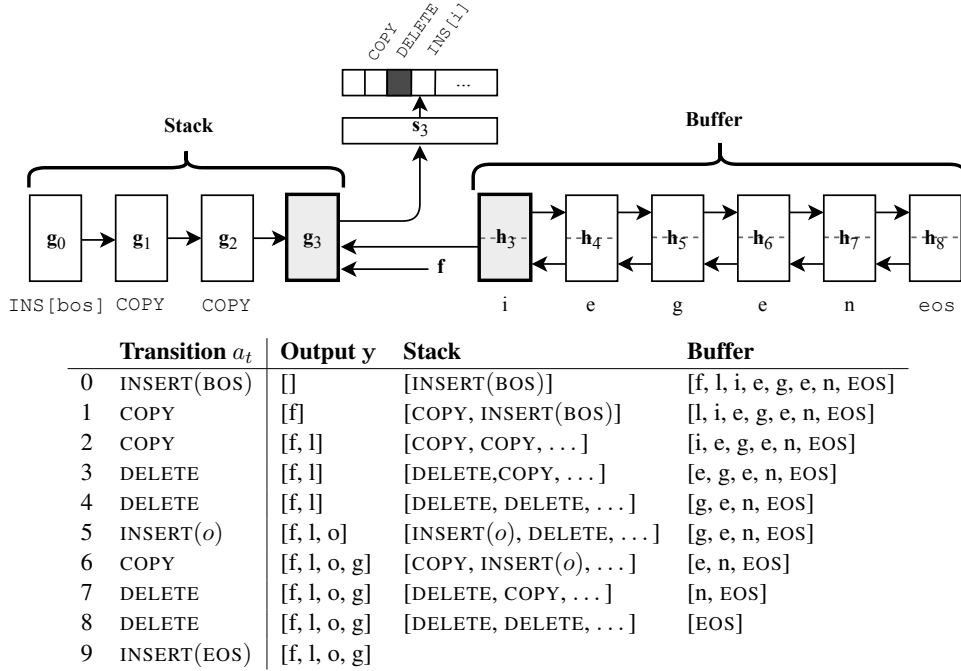 COPY
DELETE
INS[i]
...
s3
Stack
Buffer
g0 g1 g2 g3 h3 h4 h5 h6 h7 h8
f
INS[bos] COPY COPY i e g e n eos
Transition at Output y Stack Buffer
0 INSERT(BOS) [] [INSERT(BOS)] [f, l, i, e, g, e, n, EOS]
1 COPY [f] [COPY, INSERT(BOS)] [l, i, e, g, e, n, EOS]
2 COPY [f, l] [COPY, COPY, ...] [i, e, g, e, n, EOS]
3 DELETE [f, l] [DELETE,COPY, ...] [e, g, e, n, EOS]
4 DELETE [f, l] [DELETE, DELETE, ...] [g, e, n, EOS]
5 INSERT(o) [f, l, o] [INSERT(o), DELETE, ...] [g, e, n, EOS]
6 COPY [f, l, o, g] [COPY, INSERT(o), ...] [e, n, EOS]
7 DELETE [f, l, o, g] [DELETE, COPY, ...] [n, EOS]
8 DELETE [f, l, o, g] [DELETE, DELETE, ...] [EOS]
9 INSERT(EOS) [f, l, o, g]